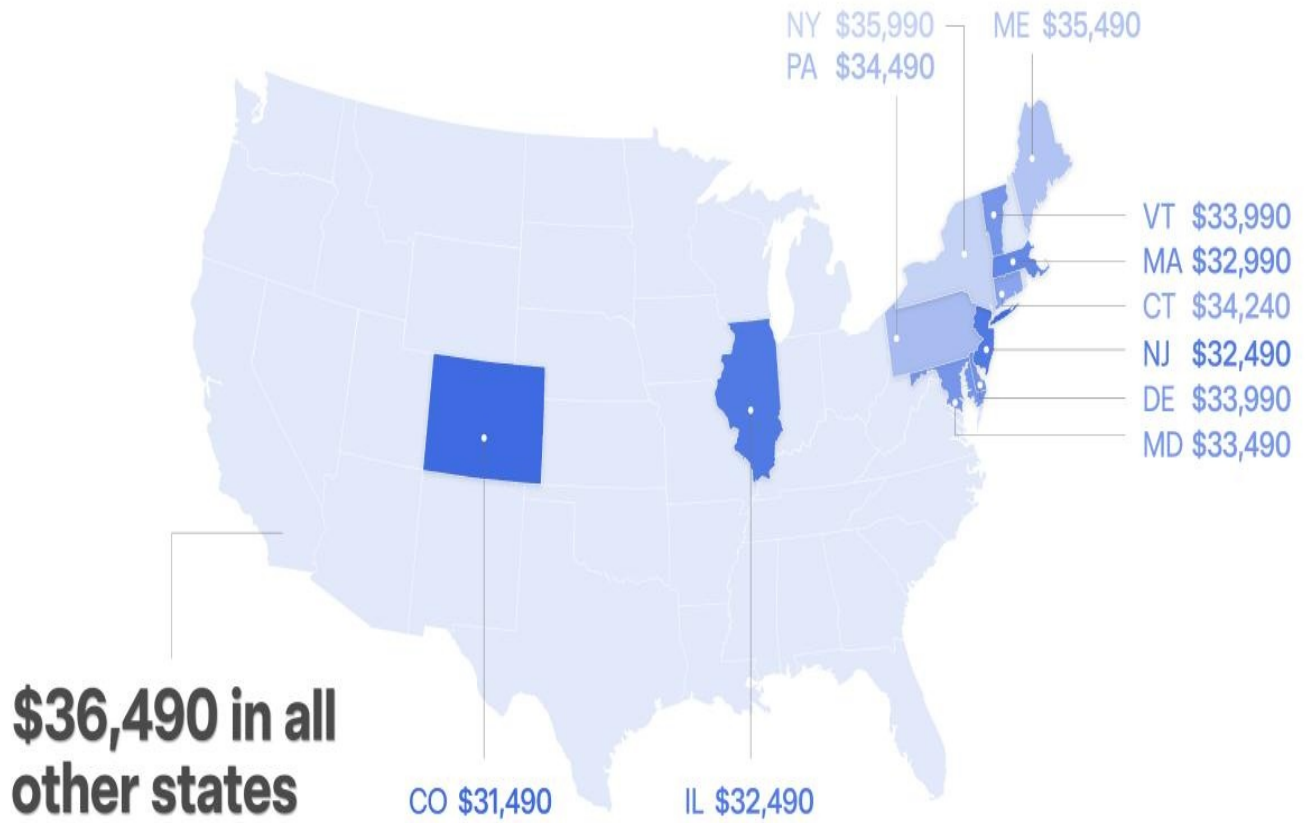 NY $35,990
ME $35,490
PA $34,490
VT $33,990
MA $32,990
CT $34,240
NJ $32,490
DE $33,990
MD $33,490
$36,490 in all
other states
CO $31,490
IL $32,490